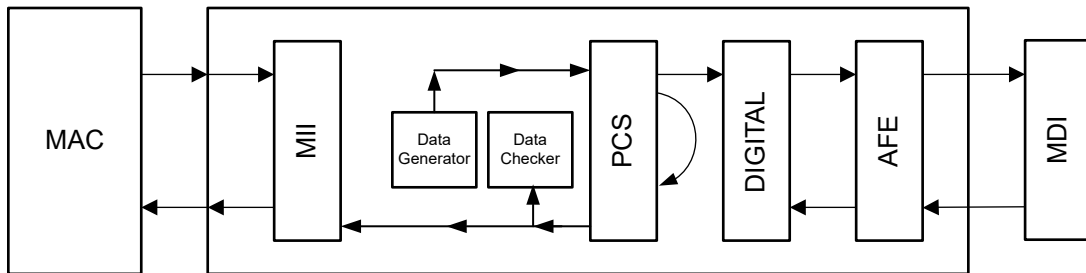 MAC
MII
Data
Generator
Data
Checker
PCS
DIGITAL
AFE
MDI